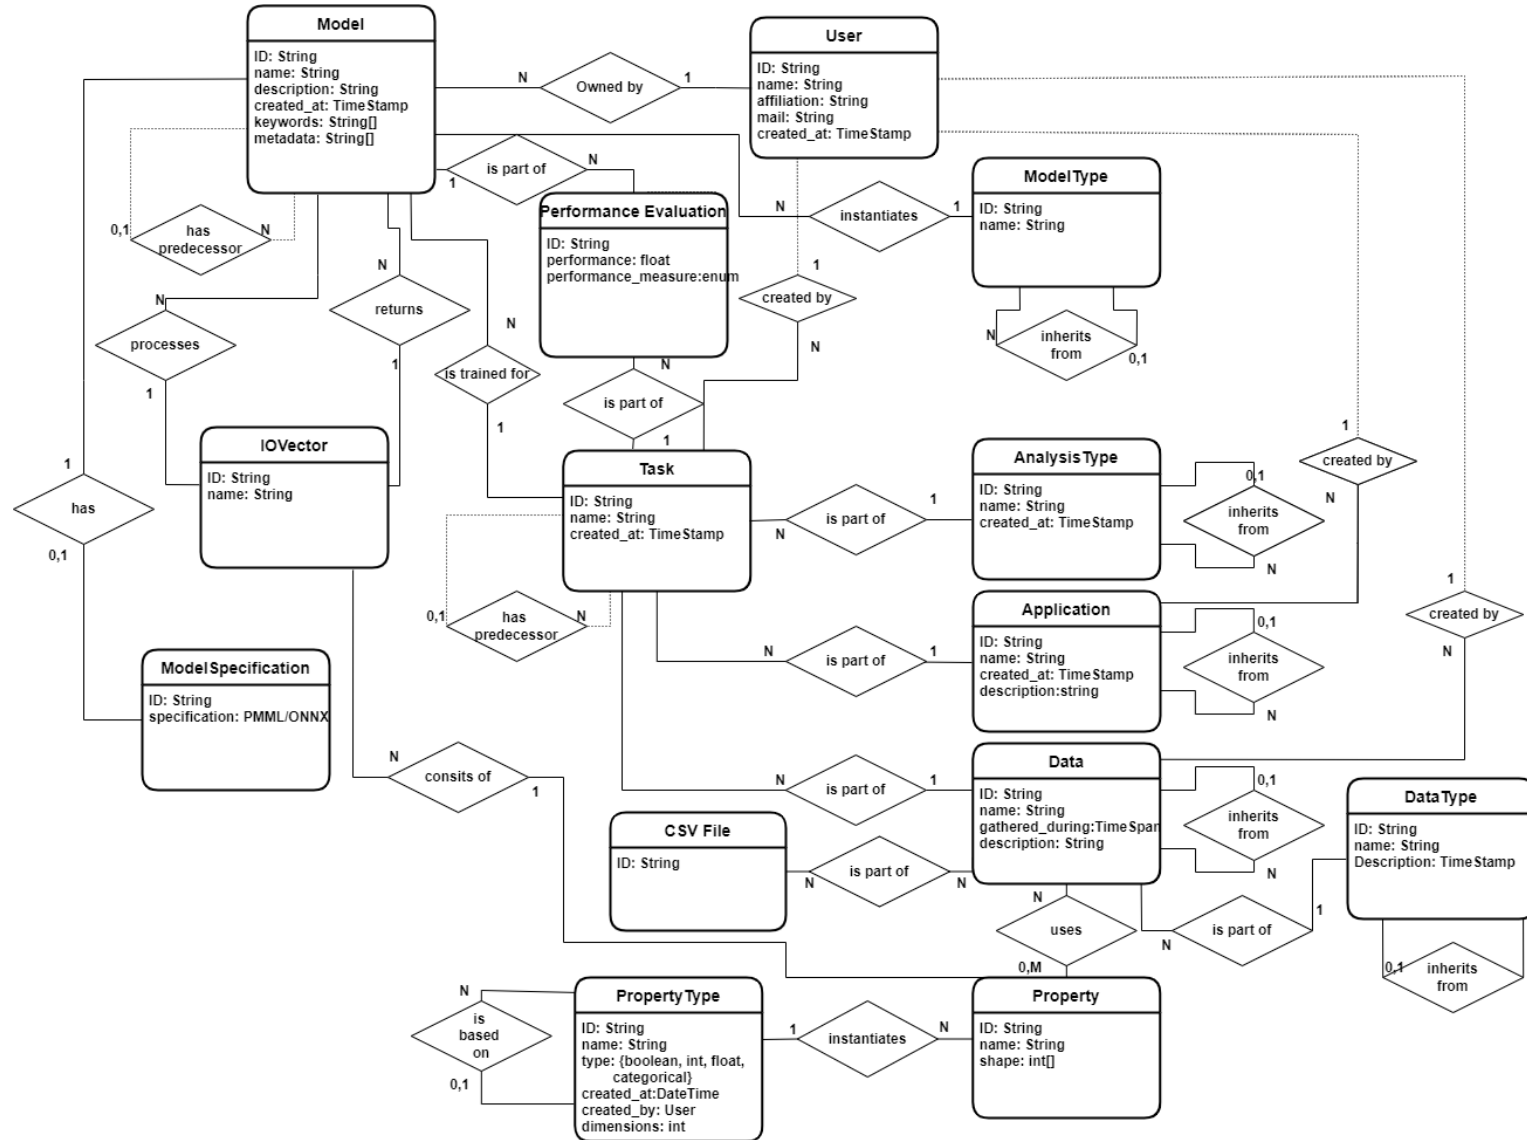 Model
ID: String
name: String
description: String
created_at: TimeStamp
keywords: String[]
metadata: String[]
N
Owned by
1
User
ID: String
name: String
affiliation: String
mail: String
created_at: TimeStamp
1
is part of
N
Performance Evaluation
ID: String
performance: float
performance_measure:enum
N
instantiates
1
ModelType
ID: String
name: String
N
inherits
from
0,1
0,1
has
predecessor
N
N
processes
1
N
returns
1
N
is trained for
1
1
created by
N
N
is part of
1
IOVector
ID: String
name: String
1
has
0,1
Task
ID: String
name: String
created_at: TimeStamp
0,1
has
predecessor
N
N
is part of
1
AnalysisType
ID: String
name: String
created_at: TimeStamp
0,1
inherits
from
N
1
created by
N
N
is part of
1
Application
ID: String
name: String
created_at: TimeStamp
description:string
0,1
inherits
from
N
1
created by
N
ModelSpecification
ID: String
specification: PMML/ONNX
N
consits of
1
N
is part of
1
Data
ID: String
name: String
gathered_during:TimeSpan
description: String
0,1
inherits
from
N
DataType
ID: String
name: String
Description: TimeStamp
CSV File
ID: String
N
is part of
N
N
uses
0,M
N
is part of
1
0,1
inherits
from
N
is
based
on
0,1
PropertyType
ID: String
name: String
type: {boolean, int, float,
categorical}
created_at:DateTime
created_by: User
dimensions: int
1
instantiates
N
Property
ID: String
name: String
shape: int[]